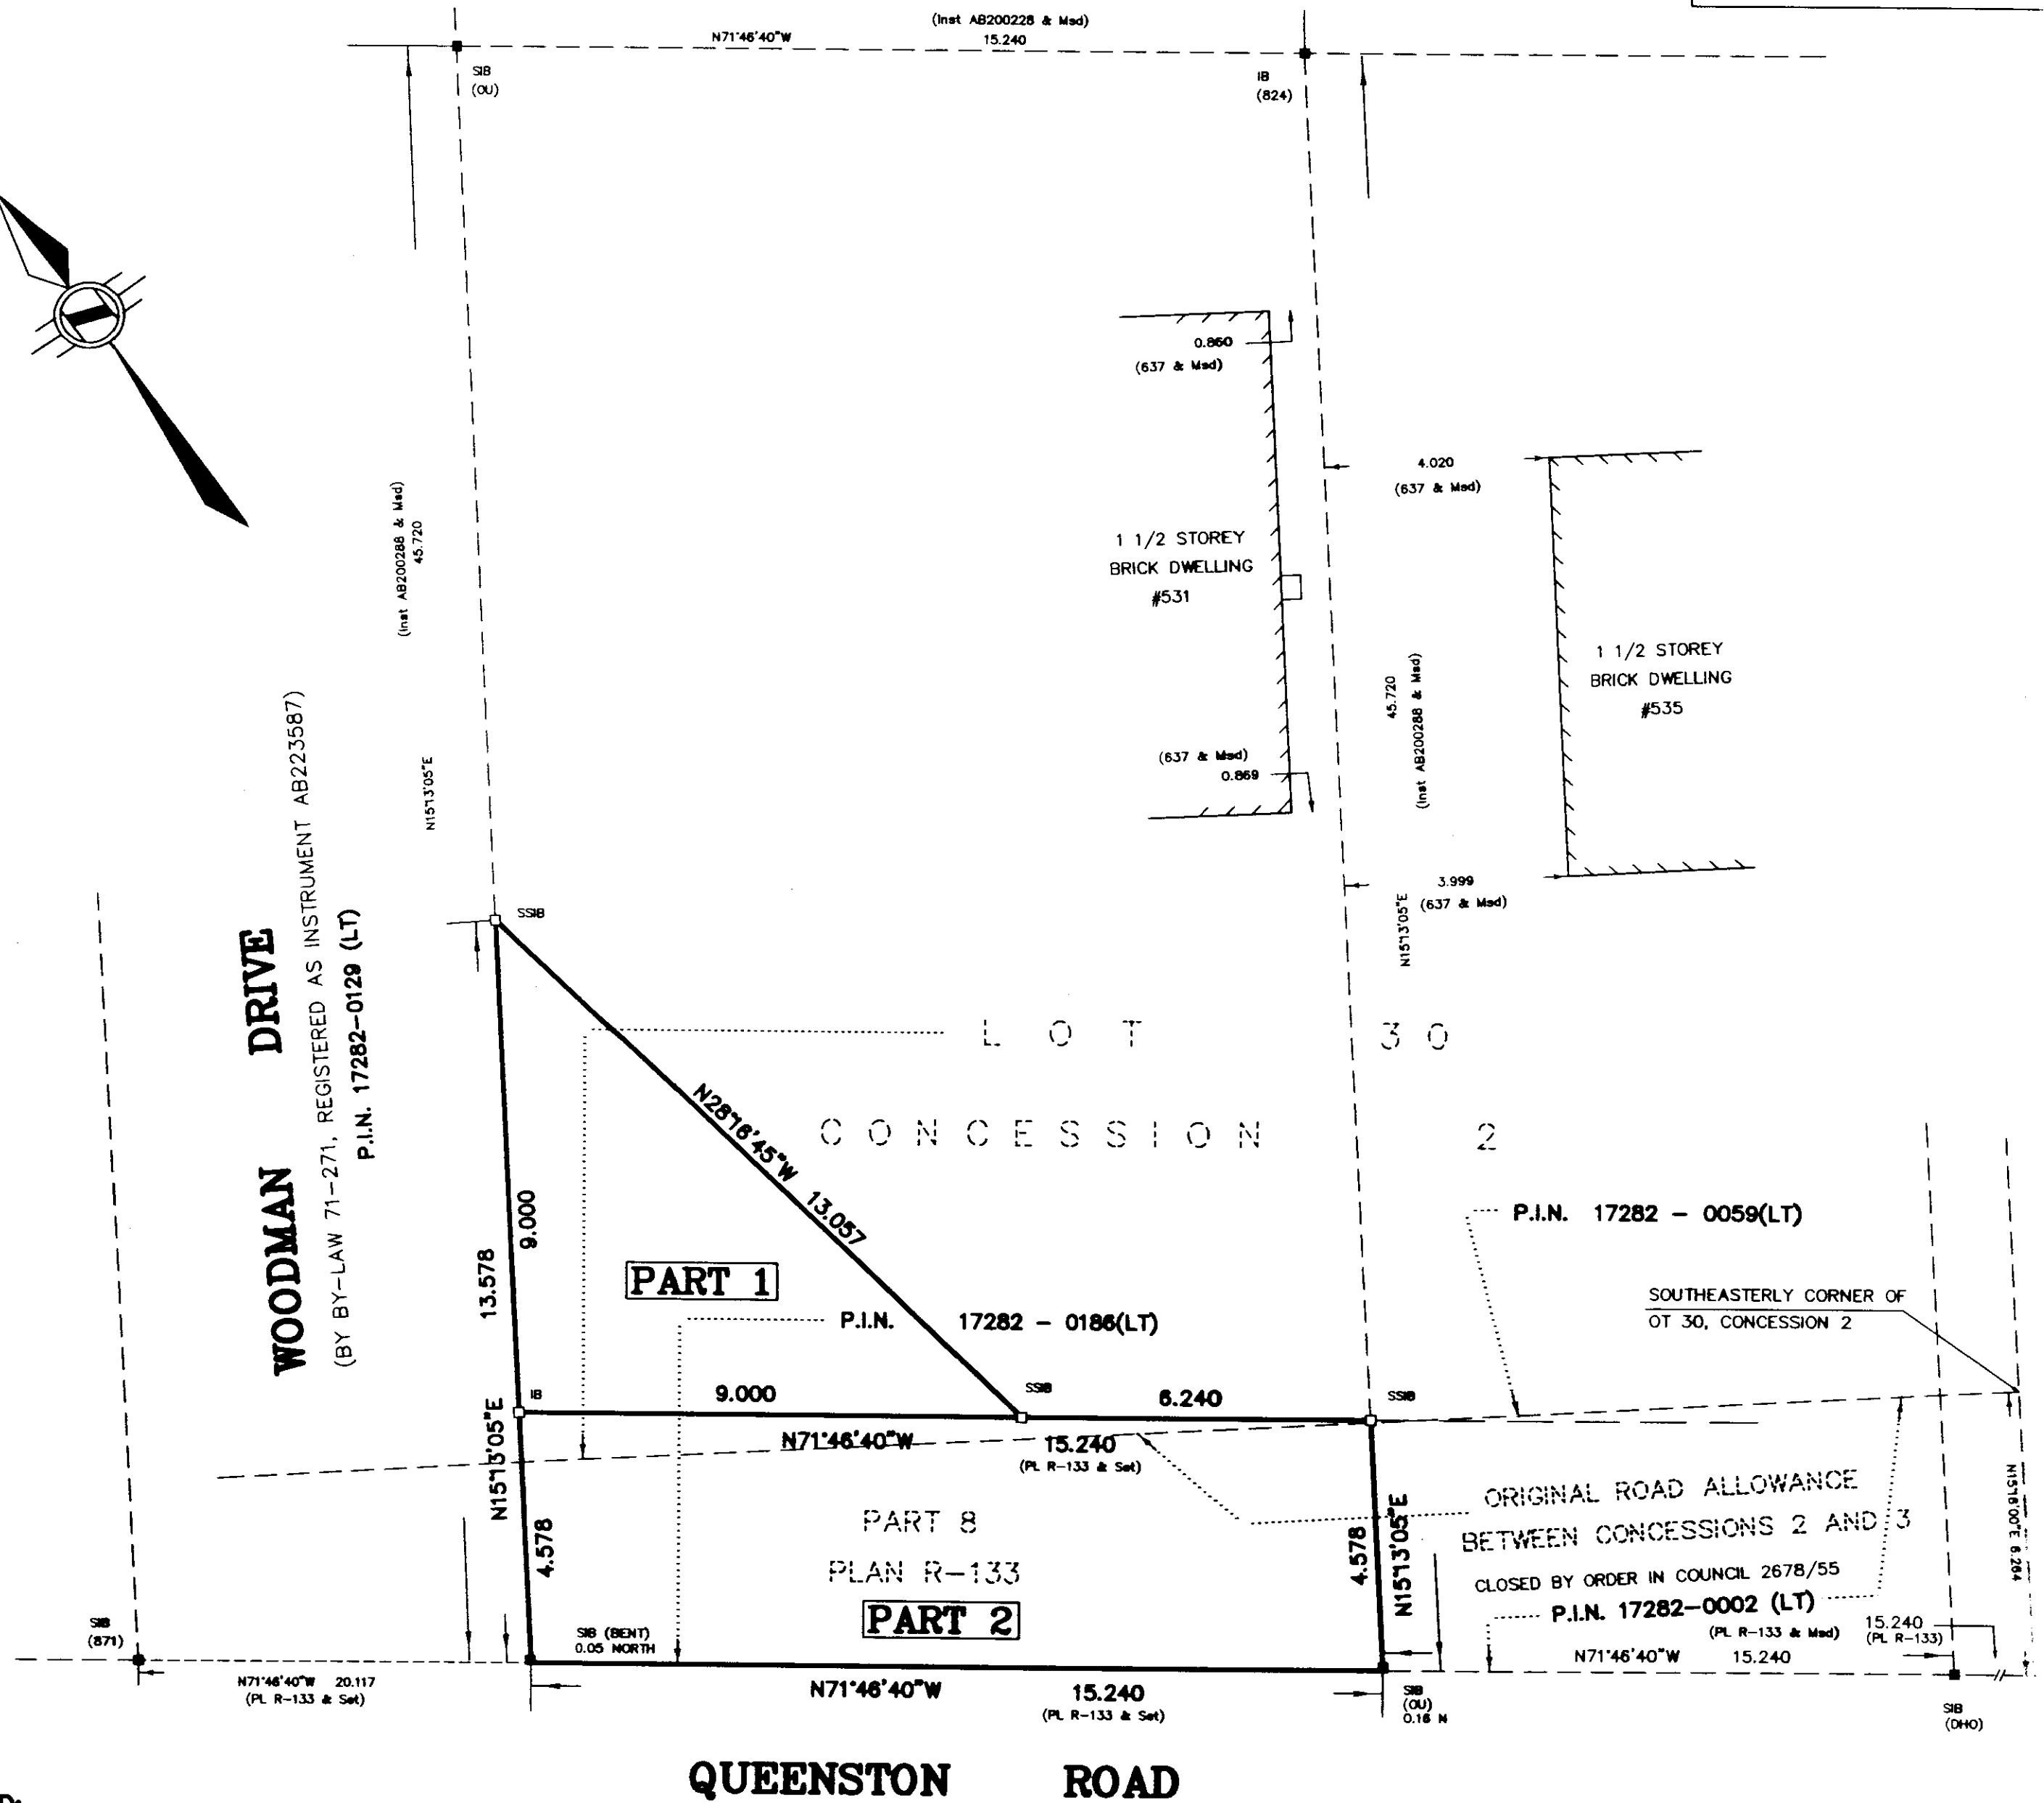 (Inst AB200228 & Msd)
N71°46'40"W 15.240
SIB
(OU)
IB
(824)
0.860
(637 & Msd)
4.020
(637 & Msd)
(Inst AB200288 & Msd)
45.720
1 1/2 STOREY
BRICK DWELLING
#531
1 1/2 STOREY
BRICK DWELLING
#535
45.720
(Inst AB200288 & Msd)
(637 & Msd)
0.869
N15°13'05"E
3.999
(637 & Msd)
N15°13'05"E
WOODMAN DRIVE
(BY BY-LAW 71-271, REGISTERED AS INSTRUMENT AB223587)
P.I.N. 17282-0129 (LT)
SSIB
LOT 30
CONCESSION 2
N28°16'45"W 13.057
9.000
13.578
P.I.N. 17282 - 0059(LT)
PART 1
P.I.N. 17282 - 0186(LT)
SOUTHEASTERLY CORNER OF
OT 30, CONCESSION 2
IB
9.000
SSIB
6.240
SSIB
N71°46'40"W 15.240
(PL R-133 & Set)
N15°13'05"E
4.578
PART 8
PLAN R-133
PART 2
4.578
N15°13'05"E
ORIGINAL ROAD ALLOWANCE
BETWEEN CONCESSIONS 2 AND 3
CLOSED BY ORDER IN COUNCIL 2678/55
P.I.N. 17282-0002 (LT)
(PL R-133 & Msd)
N71°46'40"W 15.240
15.240
(PL R-133)
N15°18'00"E 6.264
SIB
(871)
SIB (BENT)
0.05 NORTH
N71°46'40"W 20.117
(PL R-133 & Set)
N71°46'40"W 15.240
(PL R-133 & Set)
SIB
(OU)
0.16 N
SIB
(DHO)
QUEENSTON ROAD